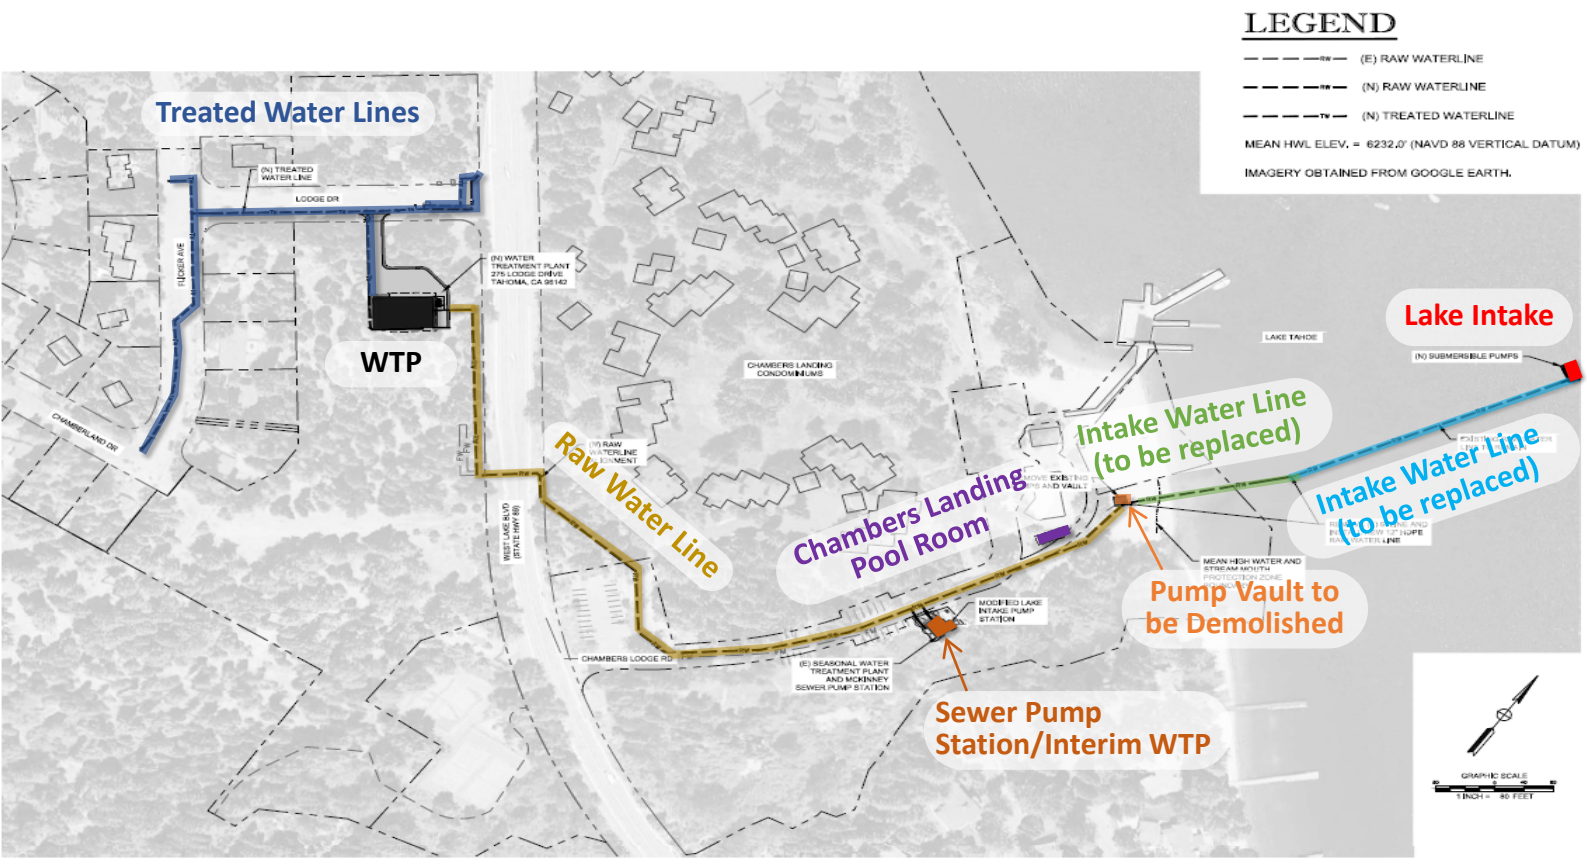 LEGEND
(E) RAW WATERLINE
(N) RAW WATERLINE
(N) TREATED WATERLINE
MEAN HWL ELEV. = 6232.0' (NAVD 88 VERTICAL DATUM)
IMAGERY OBTAINED FROM GOOGLE EARTH.
Treated Water Lines
(N) TREATED
WATER LINE
LODGE DR
FLICKER AVE
(N) WATER
TREATMENT PLANT
275 LODGE DRIVE
TAHOMA, CA 96142
WTP
CHAMBERLAND DR
Lake Intake
LAKE TAHOE
(N) SUBMERSIBLE PUMPS
CHAMBERS LANDING
CONDOMINIUMS
Intake Water Line
(to be replaced)
Intake Water Line
(to be replaced)
RAW
WATERLINE
Raw Water Line
WEST LAKE BLVD
(STATE HWY 89)
EXISTING
AND VAULT
Chambers Landing
Pool Room
MEAN HIGH WATER AND
STREAM MOUTH
PROTECTION ZONE
Pump Vault to
be Demolished
MODIFIED LAKE
INTAKE PUMP
STATION
CHAMBERS LODGE RD
(E) SEASONAL WATER
TREATMENT PLANT
AND MCKINNEY
SEWER PUMP STATION
Sewer Pump
Station/Interim WTP
GRAPHIC SCALE
1 INCH = 80 FEET